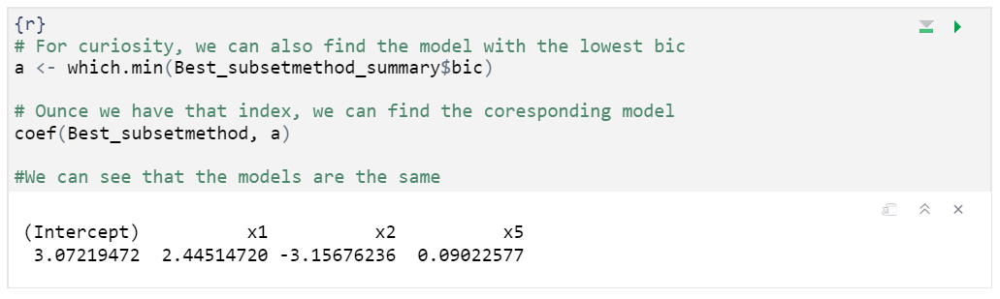 {r}
# For curiosity, we can also find the model with the lowest bic
a <- which.min(Best_subsetmethod_summary$bic)
# Ounce we have that index, we can find the coresponding model
coef(Best_subsetmethod, a)
#We can see that the models are the same
(Intercept) x1 x2 x5
3.07219472 2.44514720 -3.15676236 0.09022577